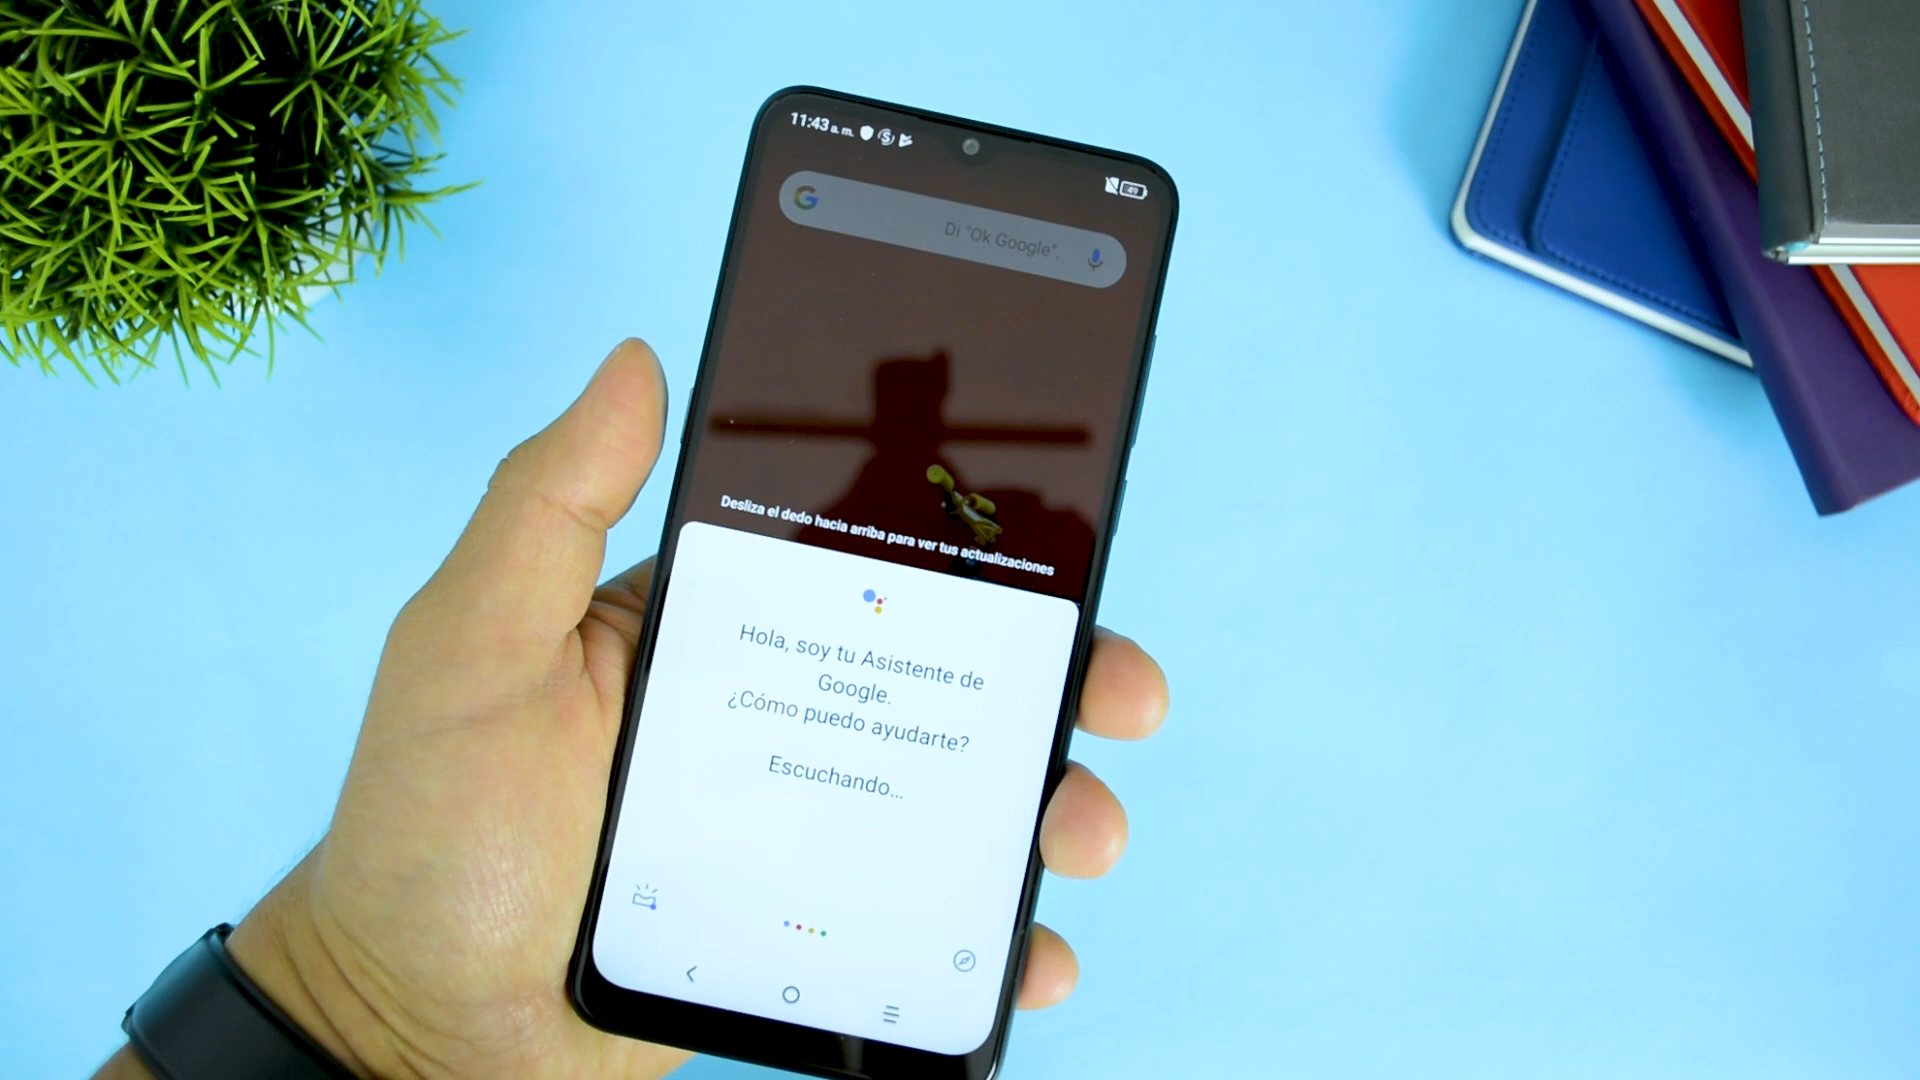 11:43 a. m.
49
Di "Ok Google".
Desliza el dedo hacia arriba para ver tus actualizaciones
Hola, soy tu Asistente de
Google.
¿Cómo puedo ayudarte?
Escuchando...